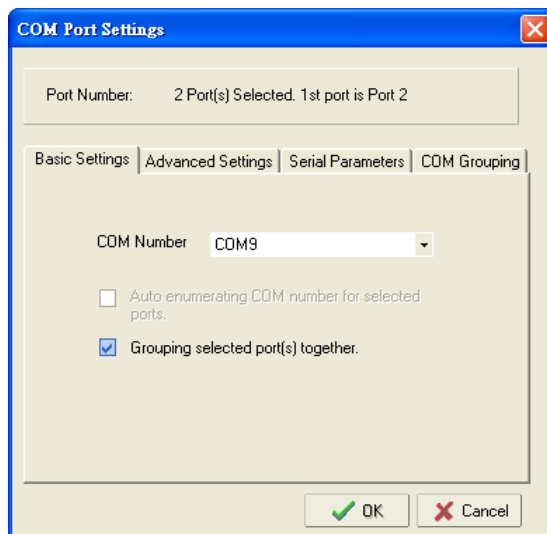 COM Port Settings
Port Number: 2 Port(s) Selected. 1st port is Port 2
Basic Settings Advanced Settings Serial Parameters COM Grouping
COM Number COM9
Auto enumerating COM number for selected
ports.
Grouping selected port(s) together.
OK Cancel